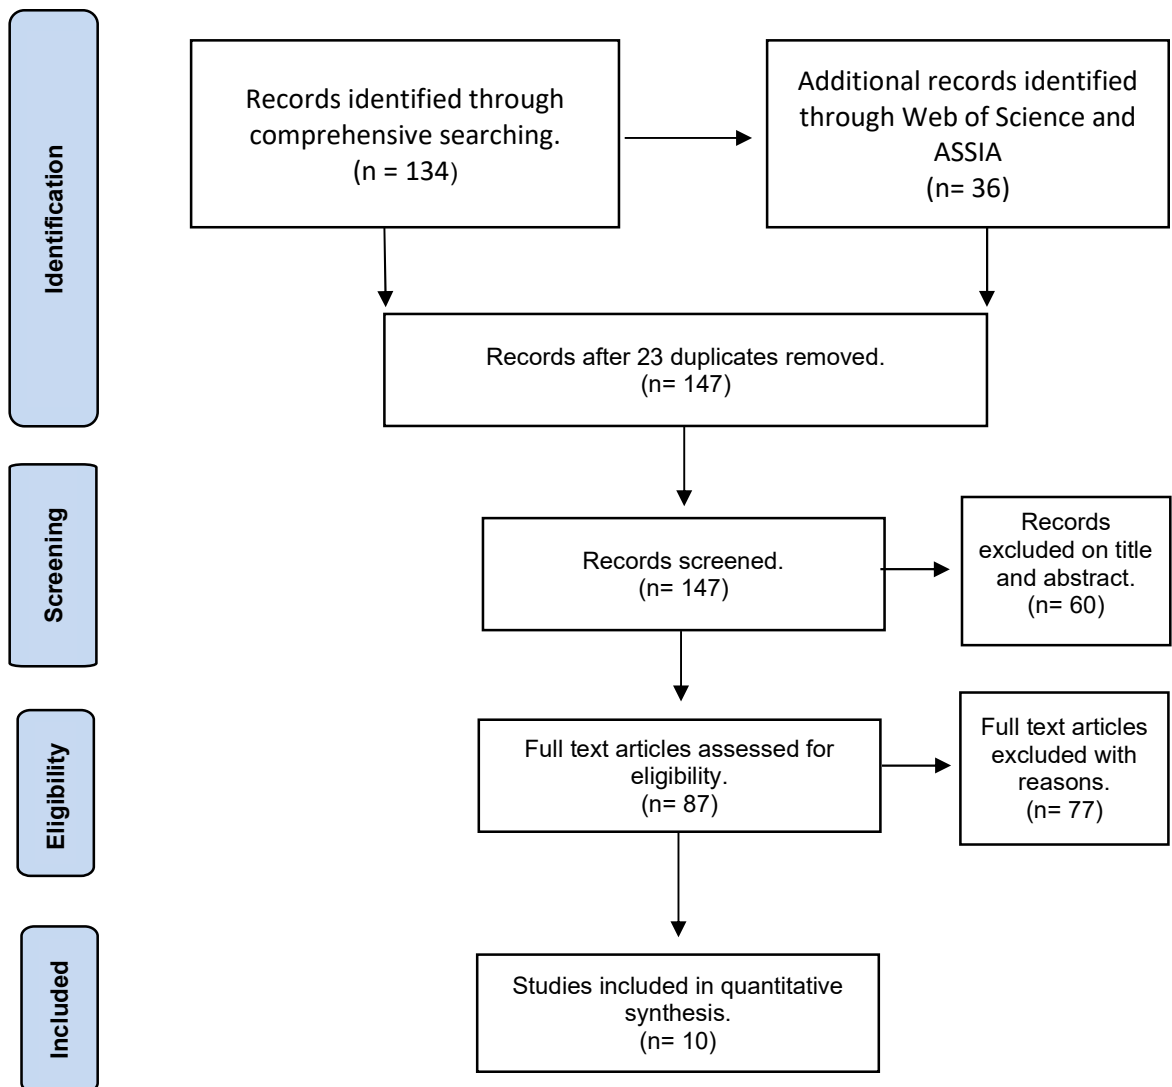 Identification
Records identified through
comprehensive searching.
(n = 134)
Additional records identified
through Web of Science and
ASSIA
(n= 36)
Records after 23 duplicates removed.
(n= 147)
Screening
Records screened.
(n= 147)
Records
excluded on title
and abstract.
(n= 60)
Eligibility
Full text articles assessed for
eligibility.
(n= 87)
Full text articles
excluded with
reasons.
(n= 77)
Included
Studies included in quantitative
synthesis.
(n= 10)